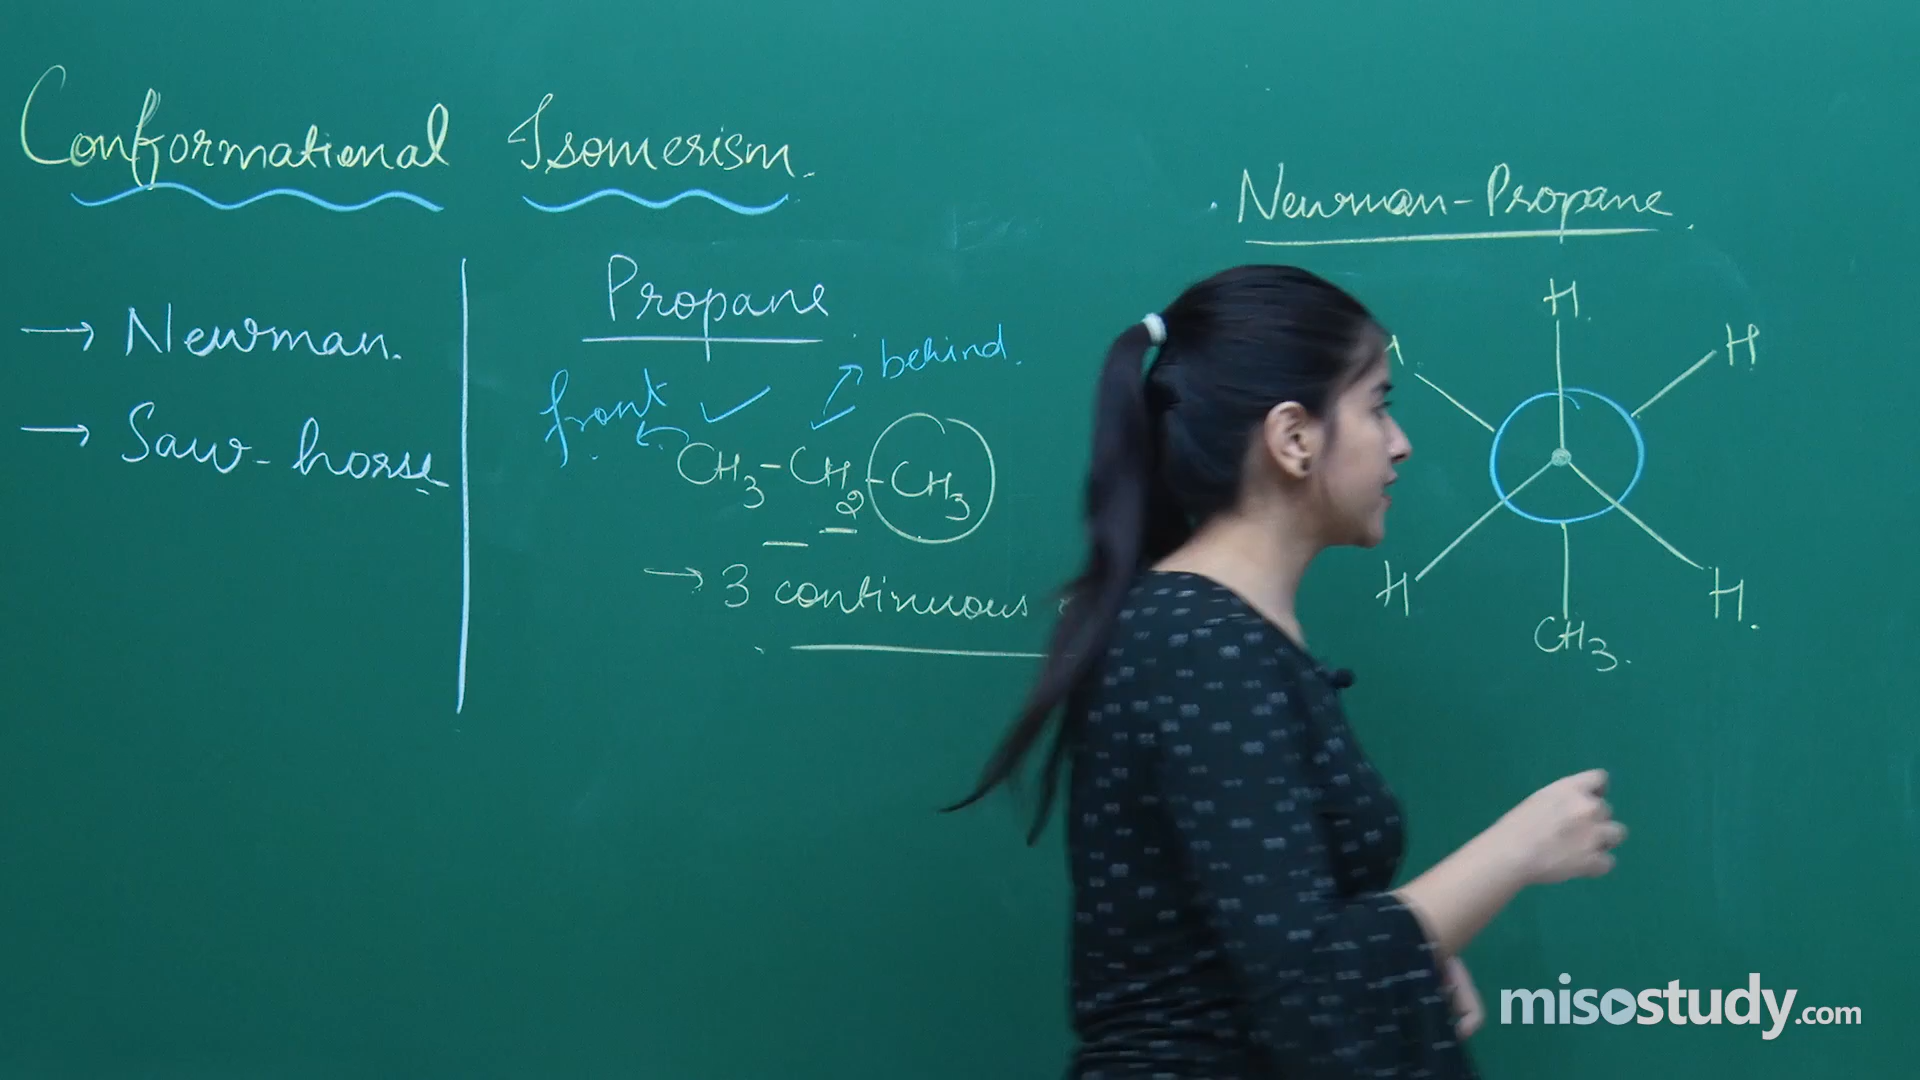 Conformational Isomerism.
→ Newman.
→ Saw-horse
Propane
front
behind.
CH3-CH2-CH3
→ 3 continuous
Newman-Propane
H
H
H
H.
CH3.
misostudy.com